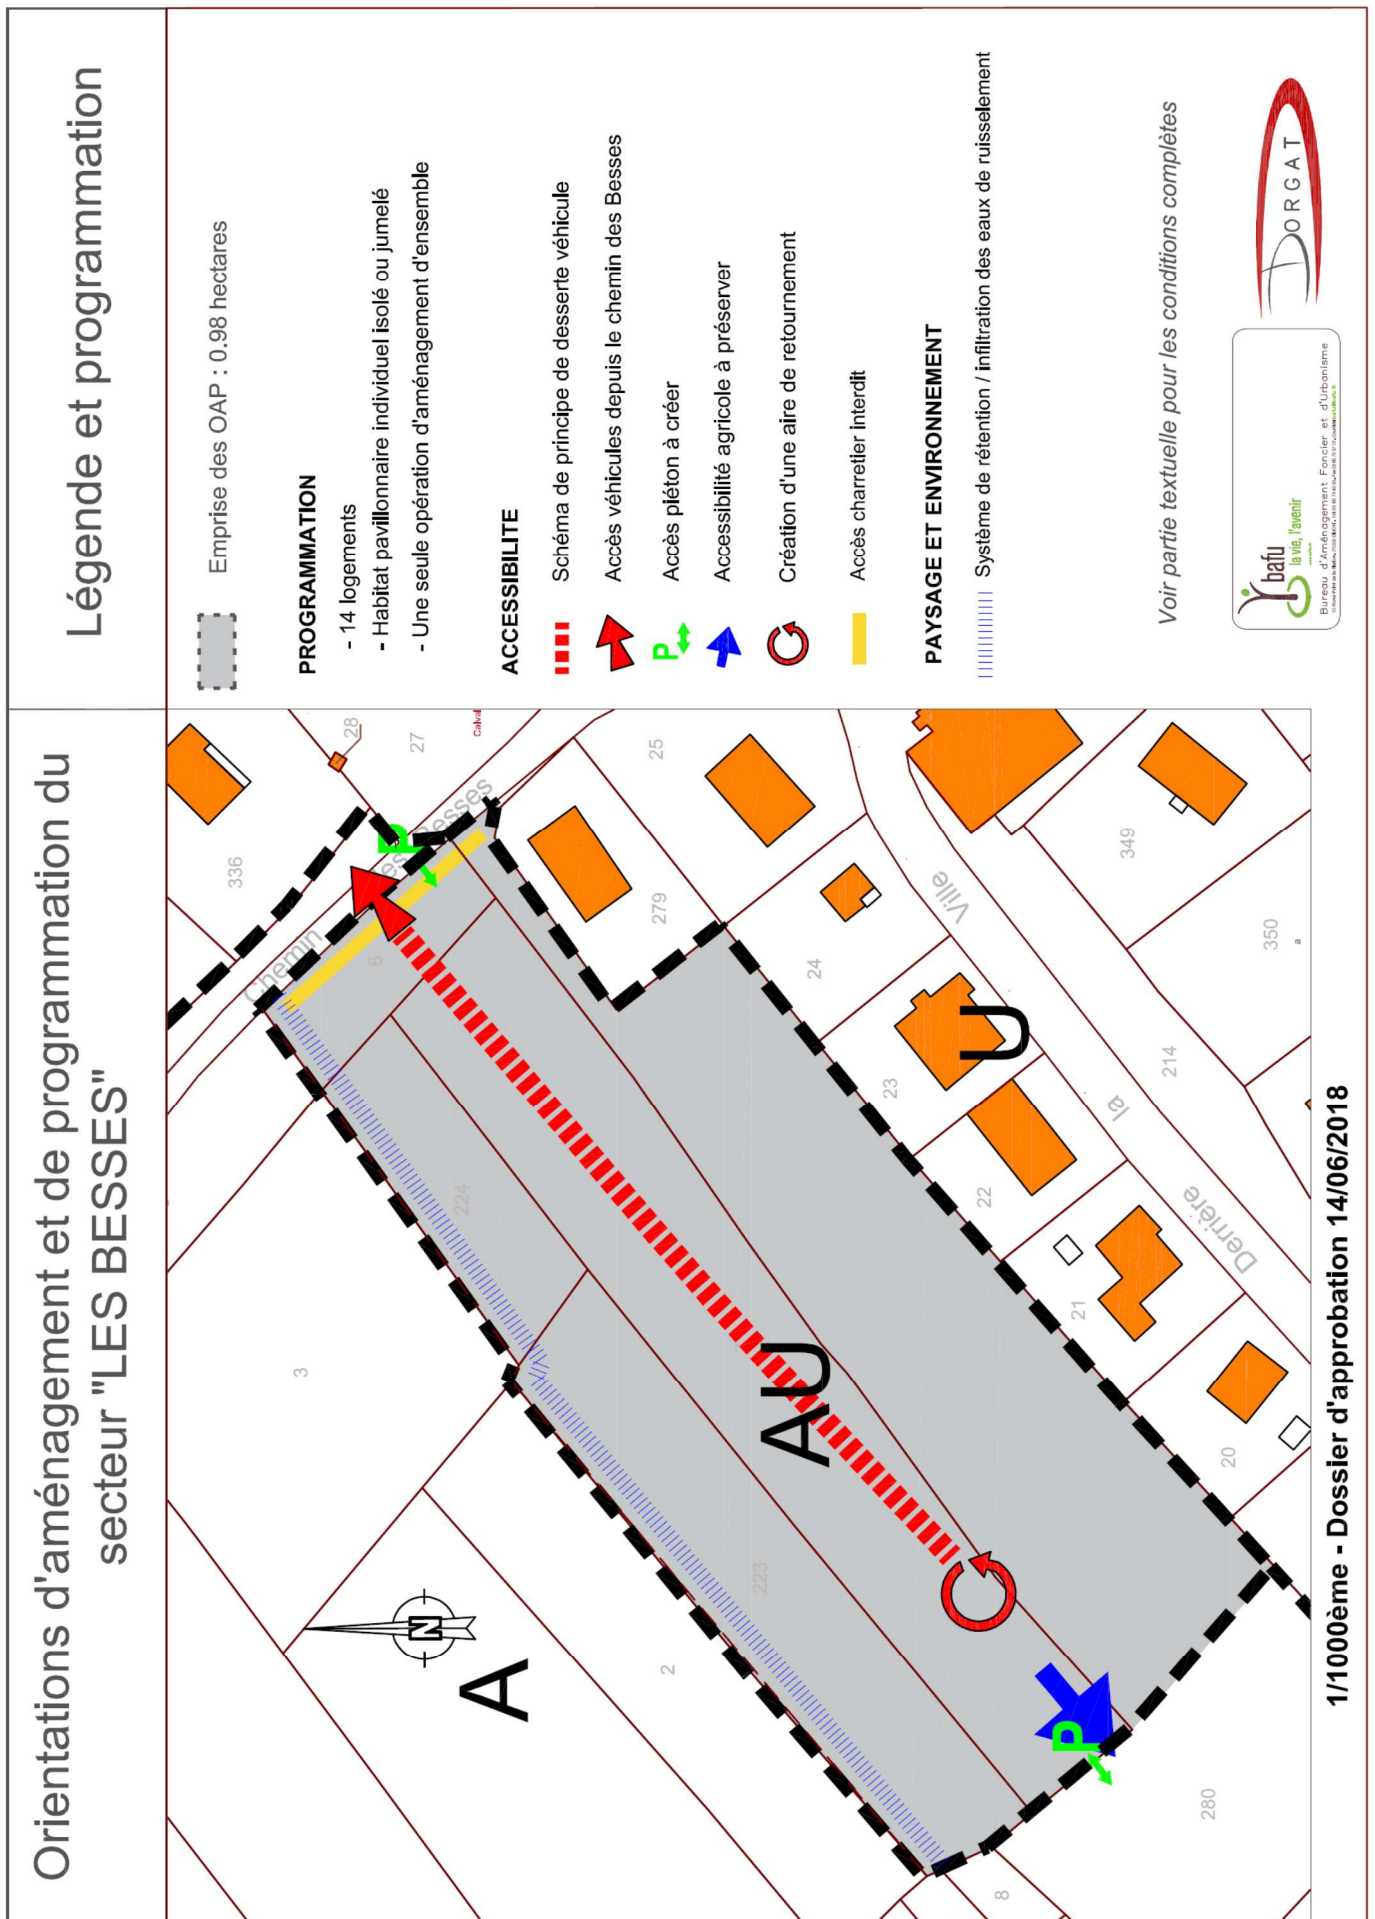 Orientations d'aménagement et de programmation du
secteur "LES BESSES"
Légende et programmation
Emprise des OAP : 0.98 hectares
PROGRAMMATION
- 14 logements
- Habitat pavillonnaire individuel isolé ou jumelé
- Une seule opération d'aménagement d'ensemble
ACCESSIBILITE
Schéma de principe de desserte véhicule
Accès véhicules depuis le chemin des Besses
P
Accès piéton à créer
Accessibilité agricole à préserver
Création d'une aire de retournement
Accès charretier interdit
PAYSAGE ET ENVIRONNEMENT
Système de rétention / infiltration des eaux de ruisselement
Voir partie textuelle pour les conditions complètes
bafu
la vie, l'avenir
Bureau d'Aménagement Foncier et d'Urbanisme
DORGAT
336
28
27
Chemin
des Besses
P
6
25
279
24
349
Ville
350
a
23
U
214
22
la
224
Derrière
21
3
AU
20
N
A
223
2
P
280
8
1/1000ème - Dossier d'approbation 14/06/2018